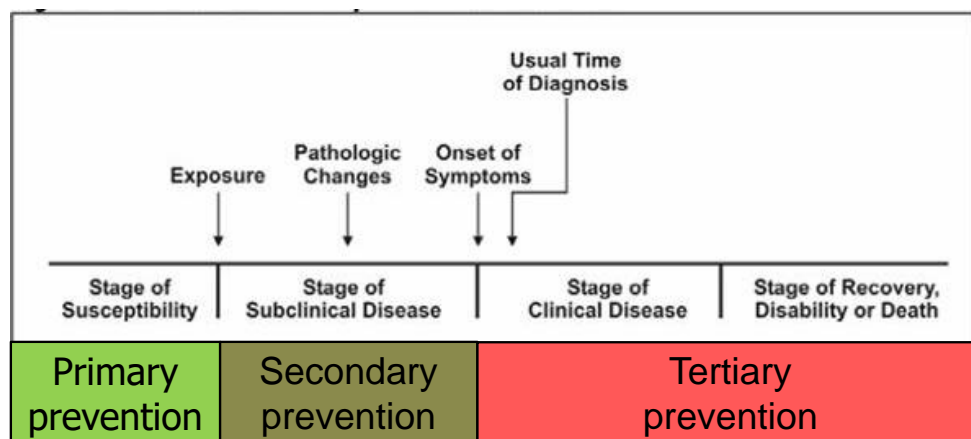 Usual Time
of Diagnosis
Pathologic
Changes
Onset of
Symptoms
Exposure
Stage of
Susceptibility
Stage of
Subclinical Disease
Stage of
Clinical Disease
Stage of Recovery,
Disability or Death
Primary
prevention
Secondary
prevention
Tertiary
prevention